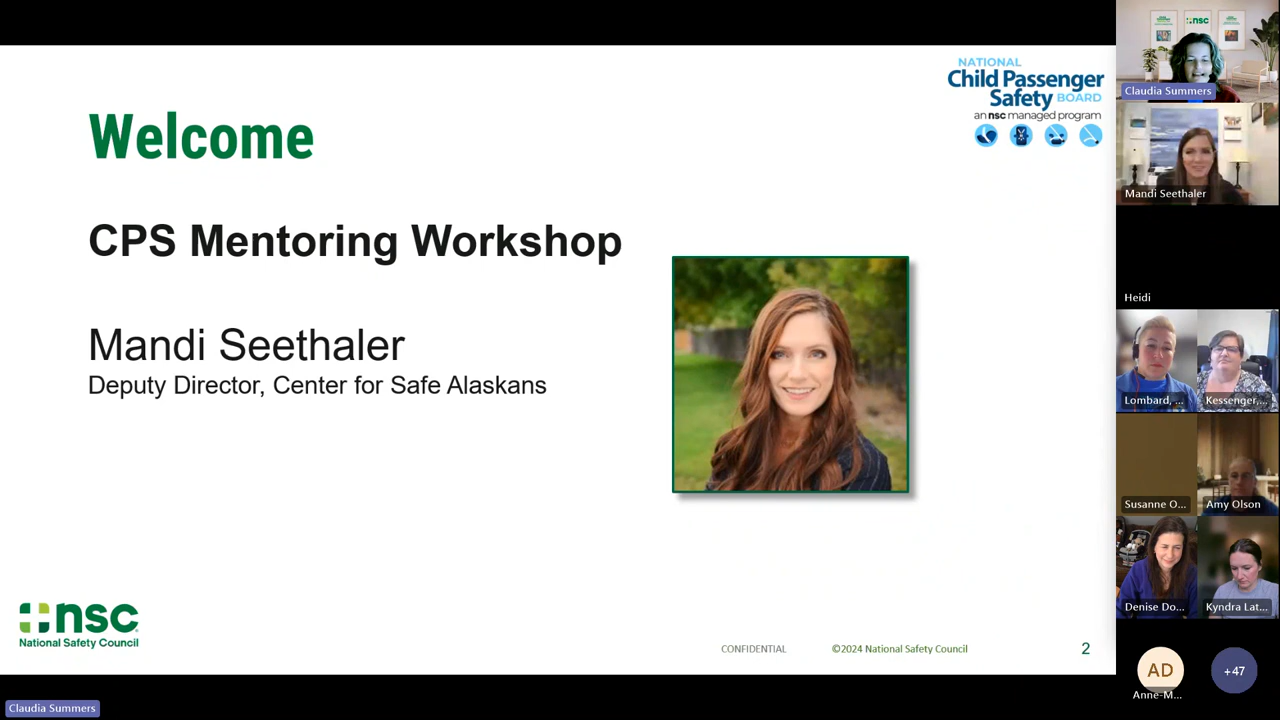 Welcome
CPS Mentoring Workshop
Mandi Seethaler
Deputy Director, Center for Safe Alaskans
NATIONAL
Child Passenger
Safety BOARD
an nsc managed program
nsc
National Safety Council
CONFIDENTIAL
©2024 National Safety Council
2
Claudia Summers
nsc
Claudia Summers
Mandi Seethaler
Heidi
Lombard, ...
Kessenger,...
Susanne O...
Amy Olson
Denise Do...
Kyndra Lat...
AD
Anne-M...
+47